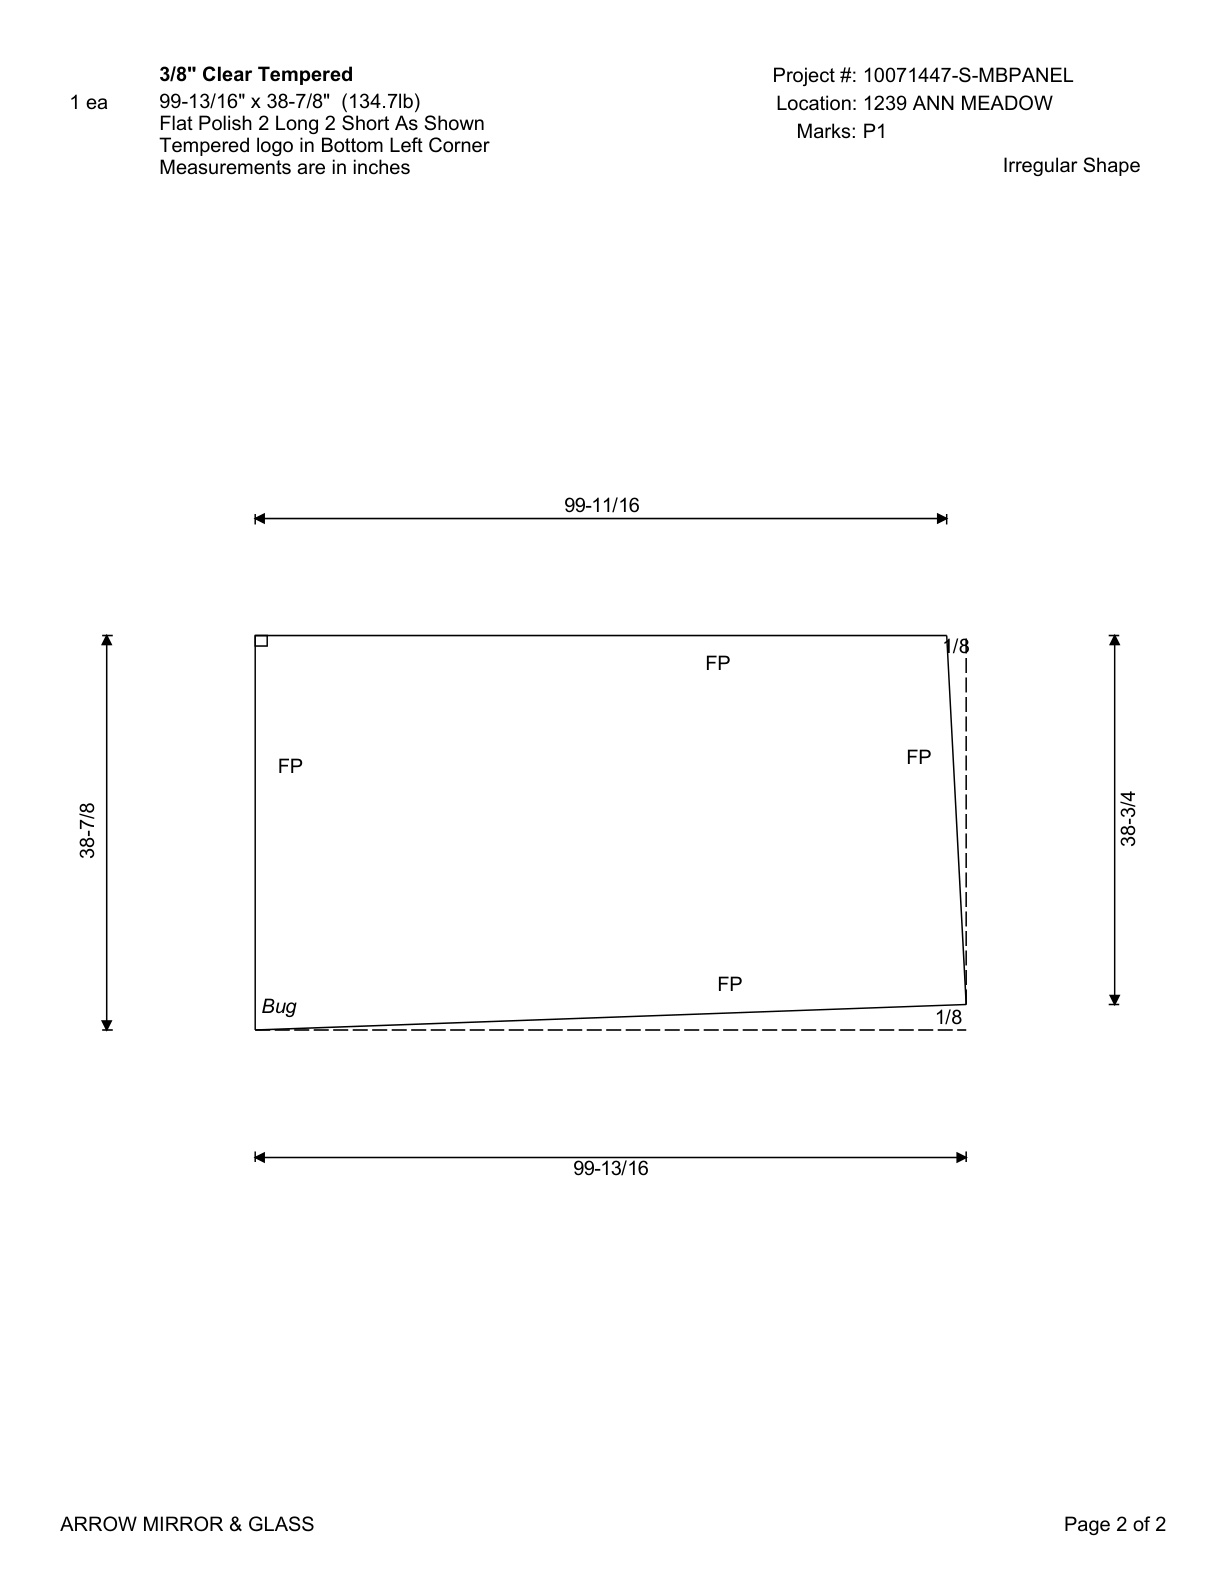 3/8" Clear Tempered
1 ea
99-13/16" x 38-7/8" (134.7lb)
Flat Polish 2 Long 2 Short As Shown
Tempered logo in Bottom Left Corner
Measurements are in inches
Project #: 10071447-S-MBPANEL
Location: 1239 ANN MEADOW
Marks: P1
Irregular Shape
99-11/16
1/8
FP
FP
FP
38-7/8
38-3/4
FP
Bug
1/8
99-13/16
ARROW MIRROR & GLASS
Page 2 of 2